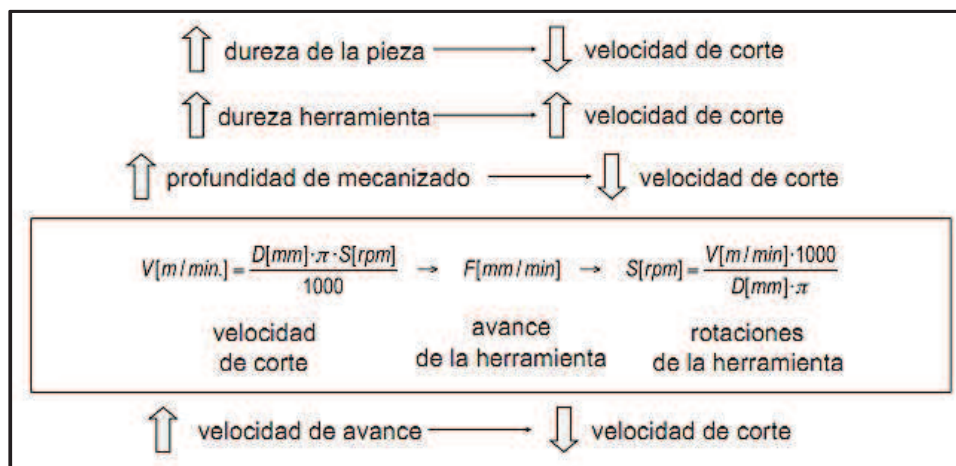 dureza de la pieza → velocidad de corte
dureza herramienta → velocidad de corte
profundidad de mecanizado → velocidad de corte
V[m/min.] = D[mm]·π·S[rpm] / 1000 → F[mm/min] → S[rpm] = V[m/min]·1000 / D[mm]·π
velocidad de corte
avance de la herramienta
rotaciones de la herramienta
velocidad de avance → velocidad de corte